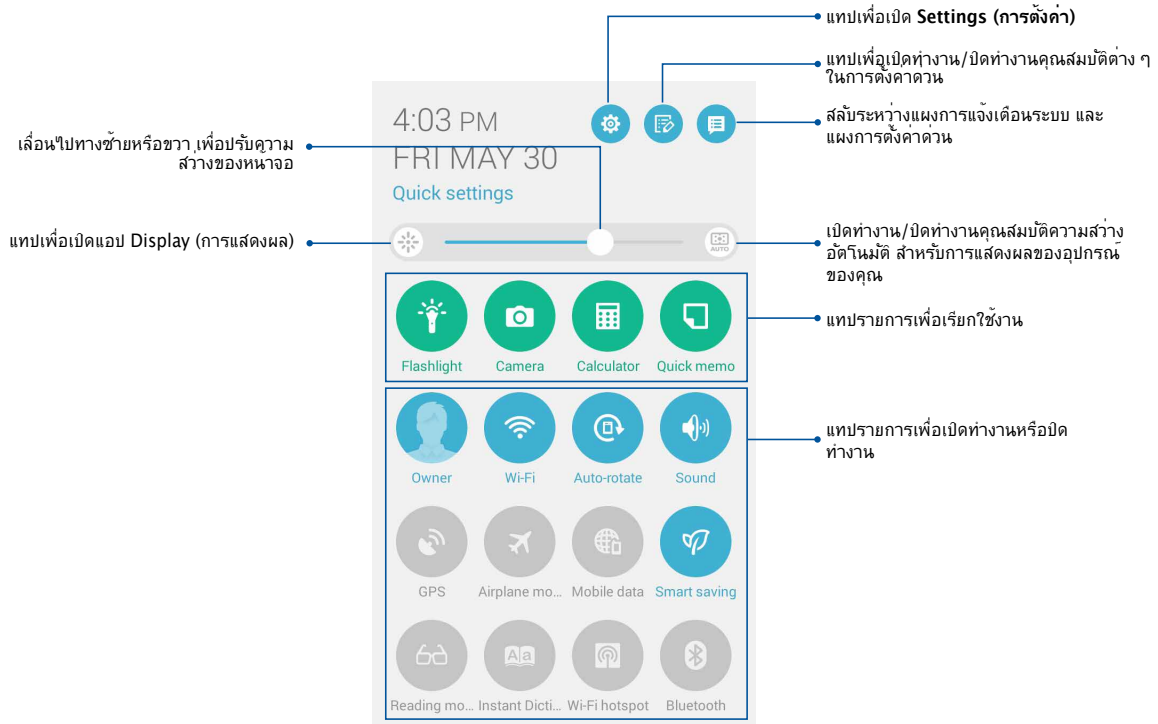 แทปเพื่อเปิด Settings (การตั้งค่า)
แทปเพื่อเปิดทำงาน/ปิดทำงานคุณสมบัติต่าง ๆ
ในการตั้งค่าด่วน
สลับระหว่างแผงการแจ้งเตือนระบบ และ
แผงการตั้งค่าด่วน
เลื่อนไปทางซ้ายหรือขวา เพื่อปรับความ
สว่างของหน้าจอ
แทปเพื่อเปิดแอป Display (การแสดงผล)
4:03 PM
FRI MAY 30
Quick settings
AUTO
เปิดทำงาน/ปิดทำงานคุณสมบัติความสว่าง
อัตโนมัติ สำหรับการแสดงผลของอุปกรณ์
ของคุณ
Flashlight Camera Calculator Quick memo
แทปรายการเพื่อเรียกใช้งาน
Owner Wi-Fi Auto-rotate Sound
แทปรายการเพื่อเปิดทำงานหรือปิด
ทำงาน
GPS Airplane mo... Mobile data Smart saving
Aa
Reading mo... Instant Dicti... Wi-Fi hotspot Bluetooth